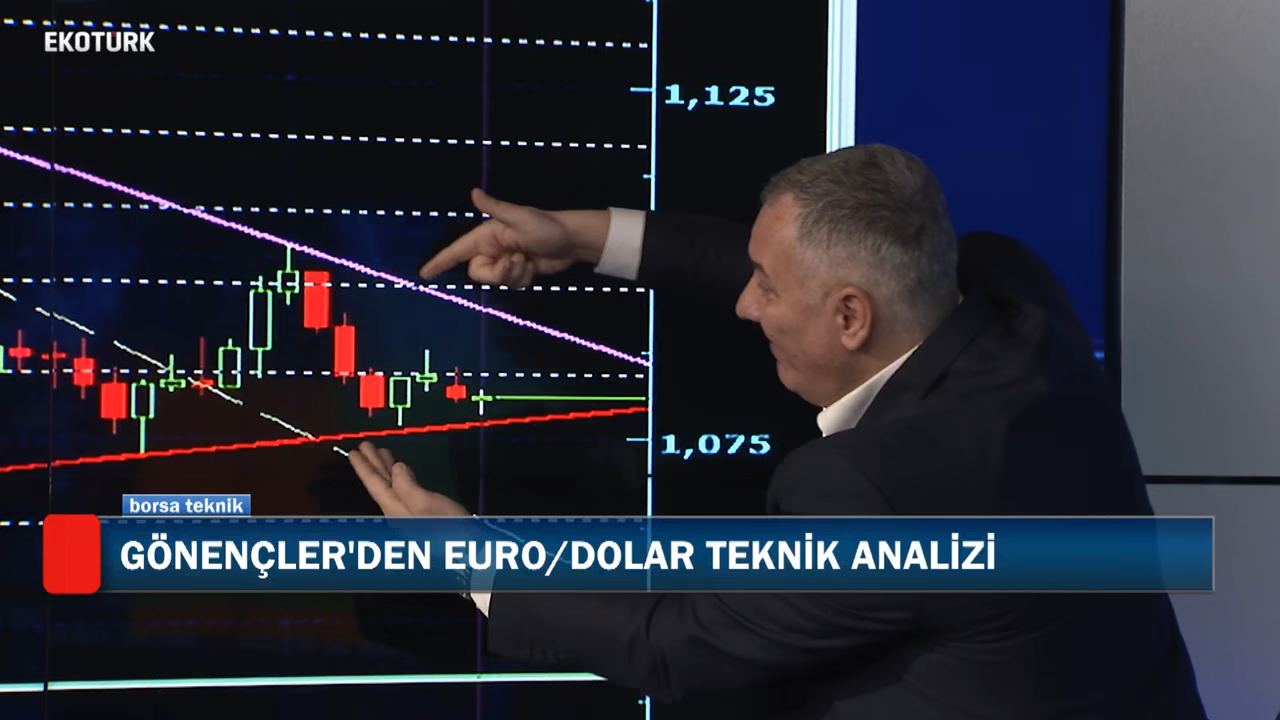 EKOTURK
1,125
1,075
borsa teknik
GÖNENÇLER'DEN EURO/DOLAR TEKNİK ANALİZİ